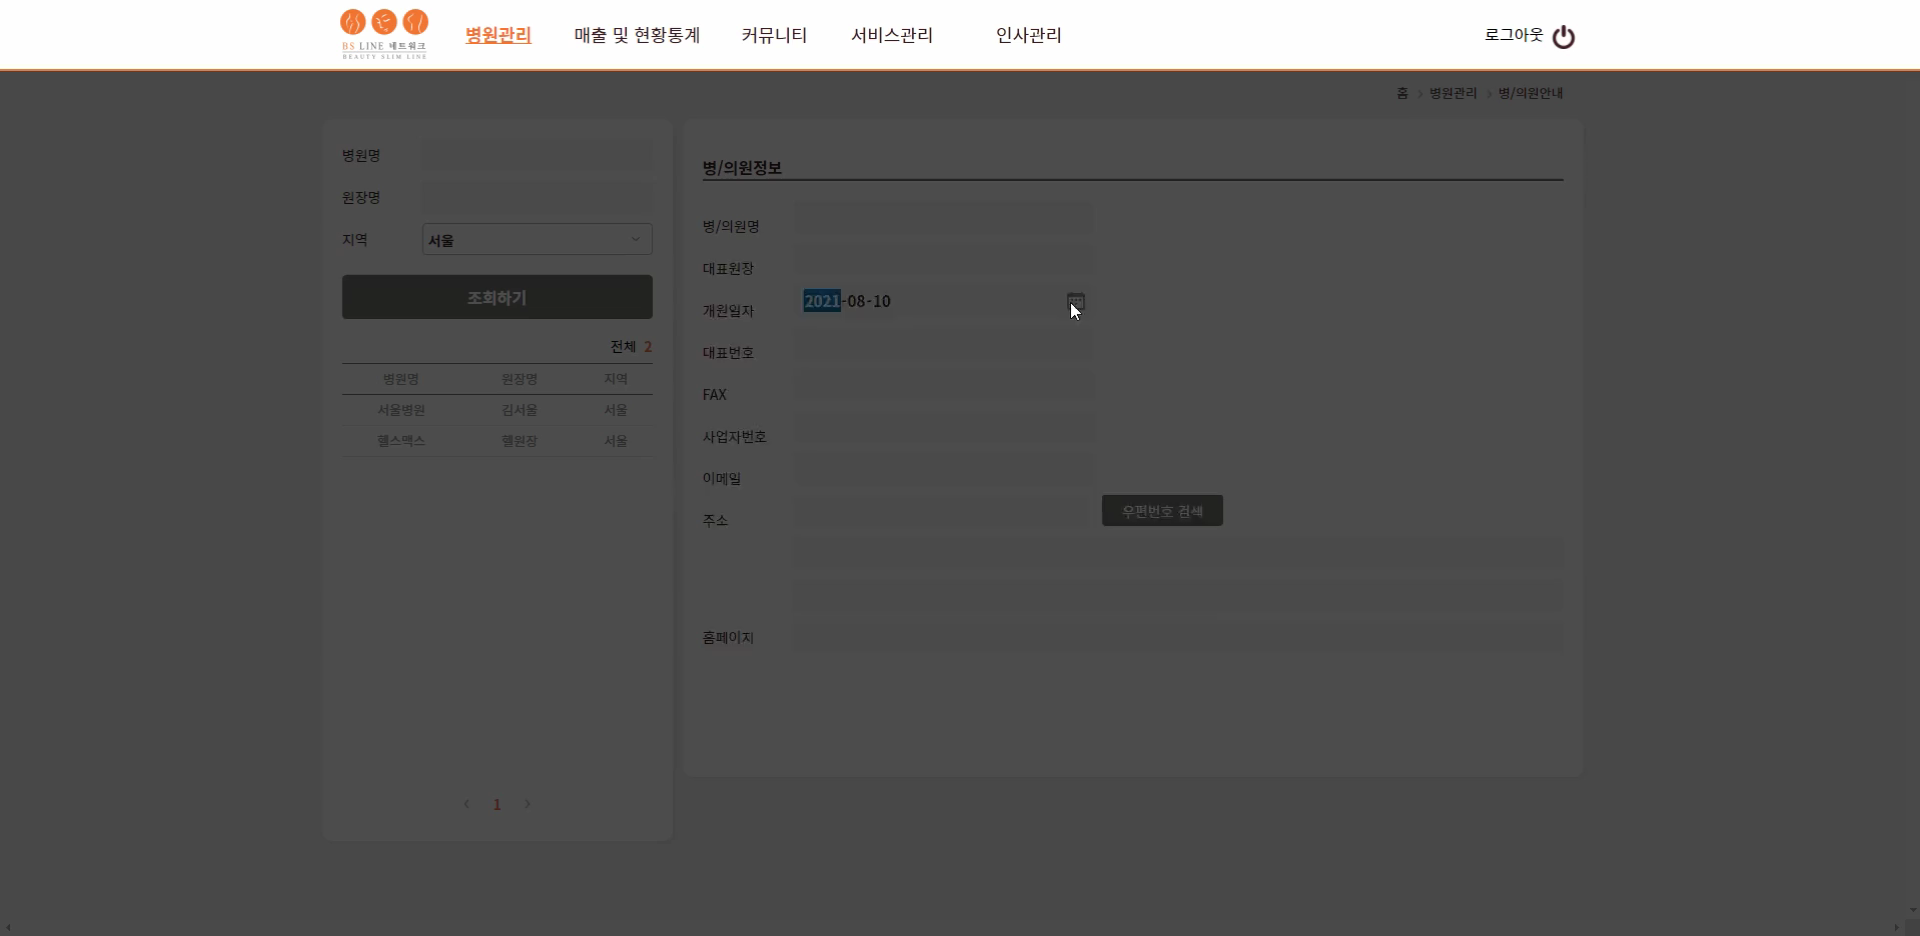 BS LINE 네트워크
BEAUTY SLIM LINE
병원관리 매출 및 현황통계 커뮤니티 서비스관리 인사관리 로그아웃
홈 > 병원관리 > 병/의원안내
병원명
원장명
지역 서울
조회하기
전체 2
병원명 원장명 지역
서울병원 김서울 서울
헬스맥스 헬원장 서울
< 1 >
병/의원정보
병/의원명
대표원장
개원일자 2021-08-10
대표번호
FAX
사업자번호
이메일
주소 우편번호 검색
홈페이지